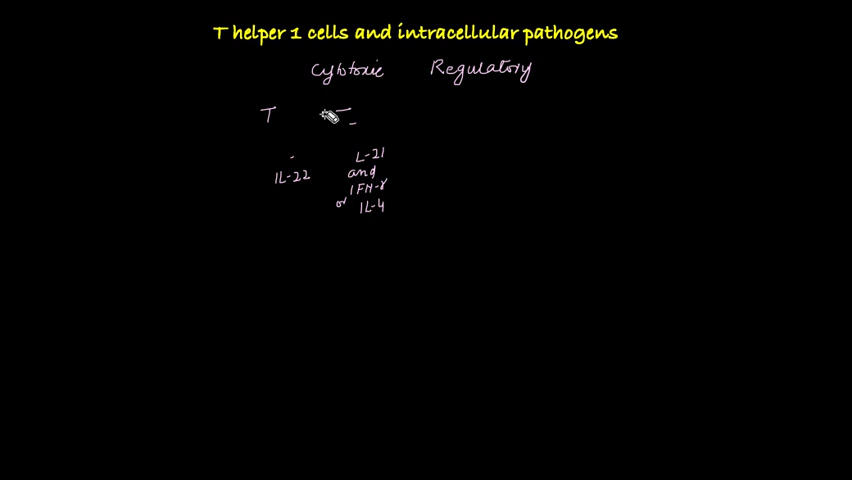 T helper 1 cells and intracellular pathogens
Cytotoxic Regulatory
T T
IL-22
L-21
and
IFN-γ
or IL-4